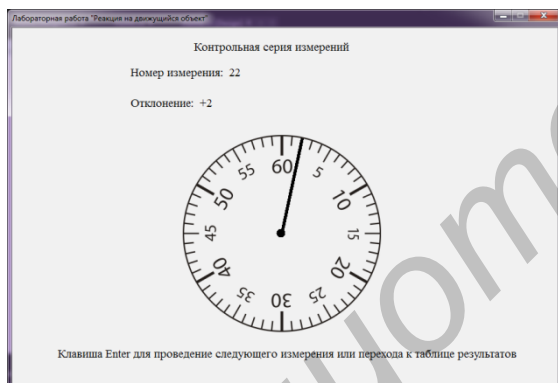 Лабораторная работа "Реакция на движущийся объект"
Контрольная серия измерений
Номер измерения: 22
Отклонение: +2
60
5
10
15
20
25
30
35
40
45
50
55
Клавиша Enter для проведение следующего измерения или перехода к таблице результатов